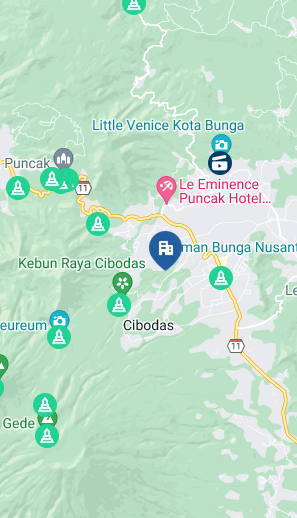 Little Venice Kota Bunga
Puncak
11
Le Eminence
Puncak Hotel...
man Bunga Nusant
Kebun Raya Cibodas
Le
eureum
Cibodas
11
Gede